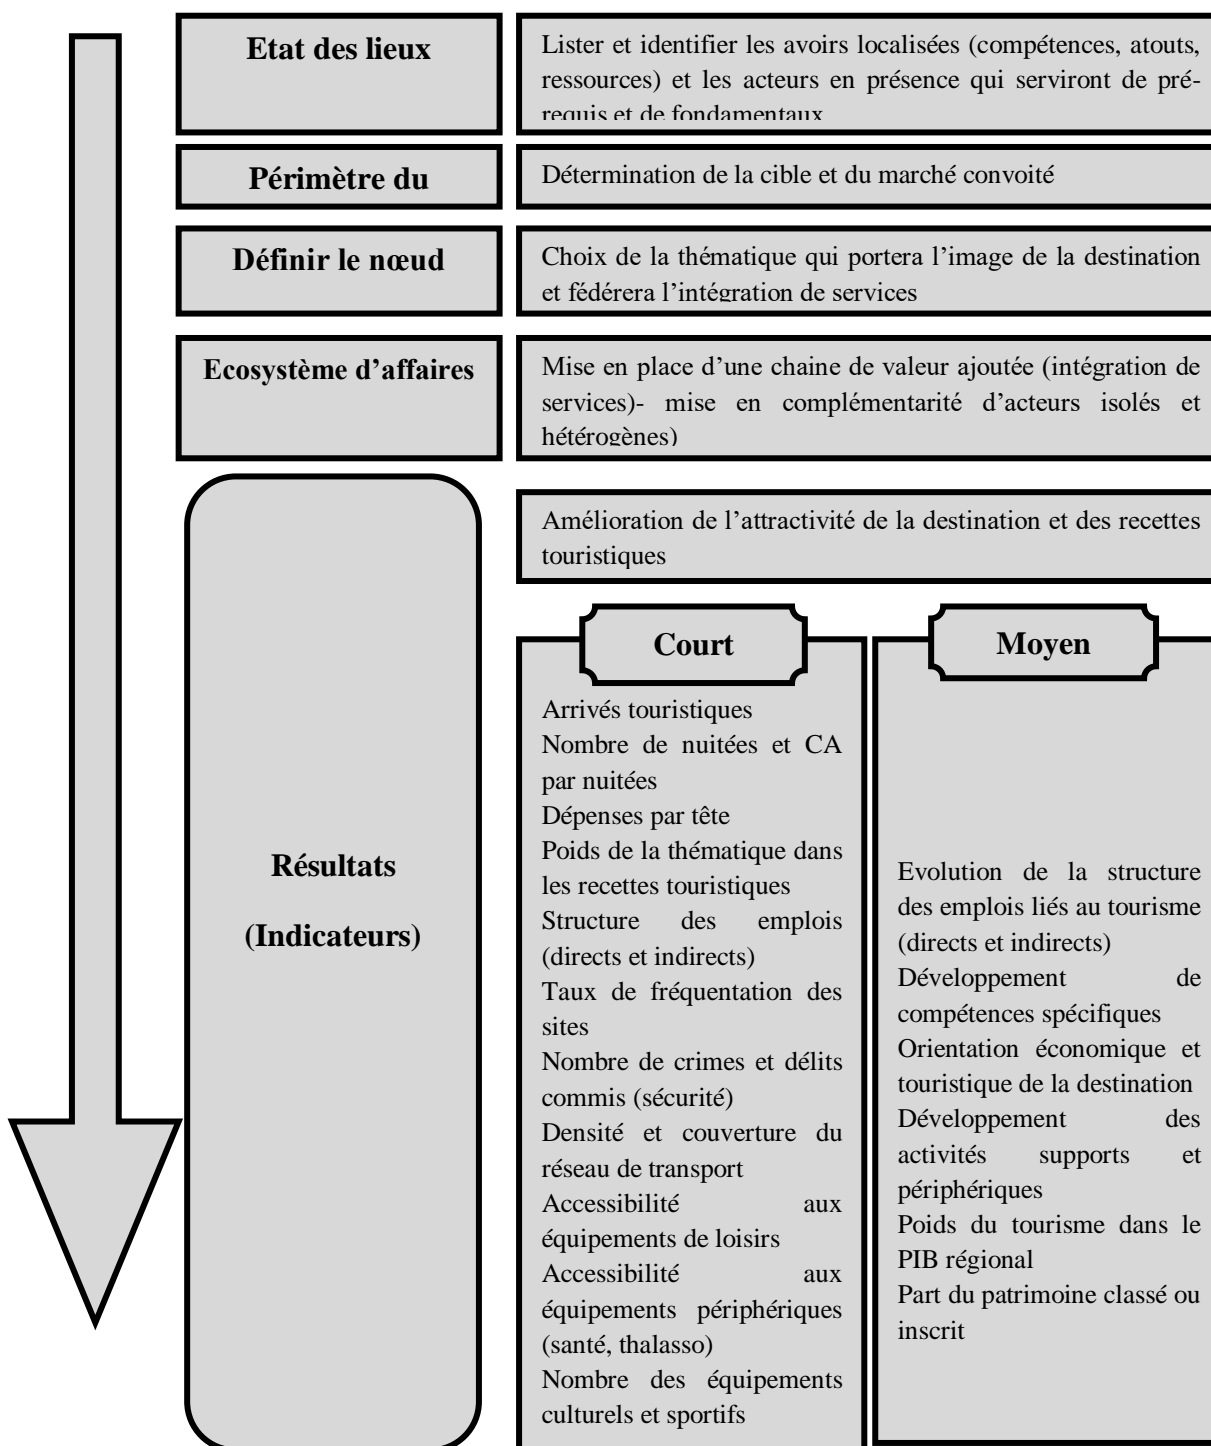 Etat des lieux
Lister et identifier les avoirs localisées (compétences, atouts,
ressources) et les acteurs en présence qui serviront de pré-
requis et de fondamentaux
Périmètre du
Détermination de la cible et du marché convoité
Définir le nœud
Choix de la thématique qui portera l’image de la destination
et fédérera l’intégration de services
Ecosystème d’affaires
Mise en place d’une chaine de valeur ajoutée (intégration de
services)- mise en complémentarité d’acteurs isolés et
hétérogènes)
Résultats
(Indicateurs)
Amélioration de l’attractivité de la destination et des recettes
touristiques
Court
Arrivés touristiques
Nombre de nuitées et CA
par nuitées
Dépenses par tête
Poids de la thématique dans
les recettes touristiques
Structure des emplois
(directs et indirects)
Taux de fréquentation des
sites
Nombre de crimes et délits
commis (sécurité)
Densité et couverture du
réseau de transport
Accessibilité aux
équipements de loisirs
Accessibilité aux
équipements périphériques
(santé, thalasso)
Nombre des équipements
culturels et sportifs
Moyen
Evolution de la structure
des emplois liés au tourisme
(directs et indirects)
Développement de
compétences spécifiques
Orientation économique et
touristique de la destination
Développement des
activités supports et
périphériques
Poids du tourisme dans le
PIB régional
Part du patrimoine classé ou
inscrit